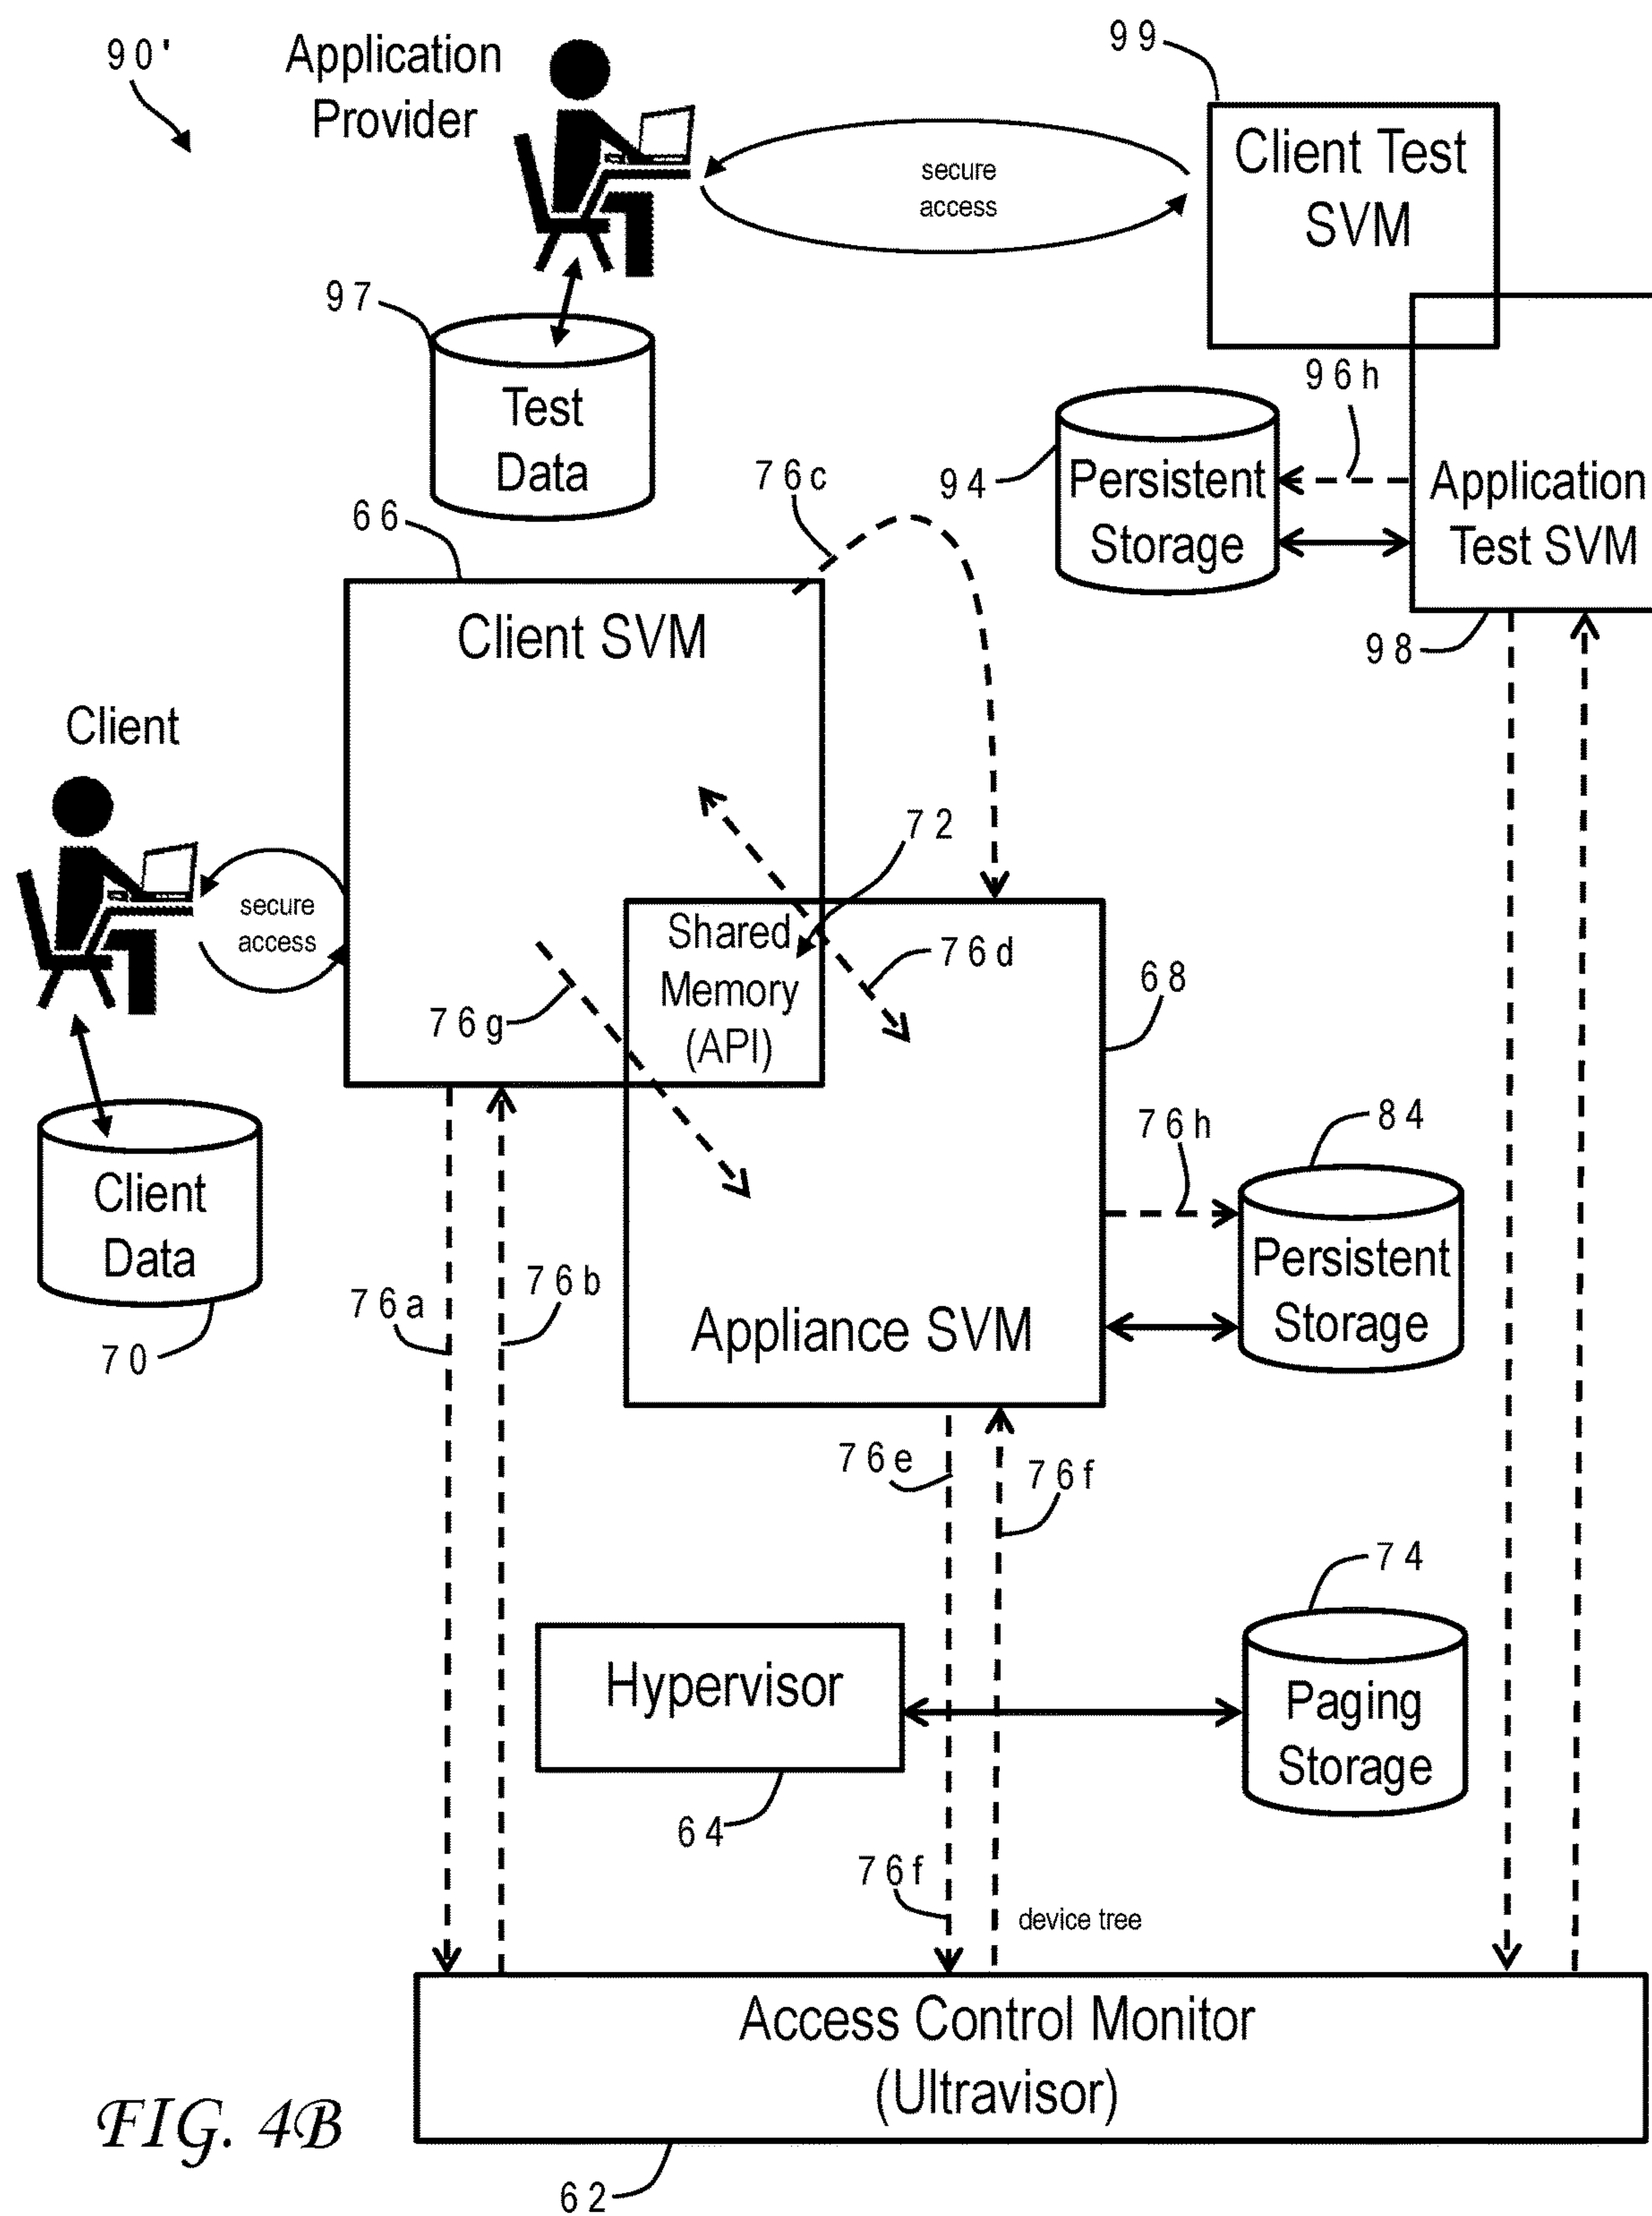 90'
Application
Provider
99
Client Test
SVM
secure
access
97
Test
Data
96h
94
Persistent
Storage
Application
Test SVM
98
76c
66
Client SVM
Client
secure
access
72
Shared
Memory
(API)
76d
68
76g
Client
Data
70
76a
76b
76h
84
Persistent
Storage
Appliance SVM
76e
76f
74
Hypervisor
Paging
Storage
64
76f
device tree
Access Control Monitor
(Ultravisor)
62
FIG. 4B